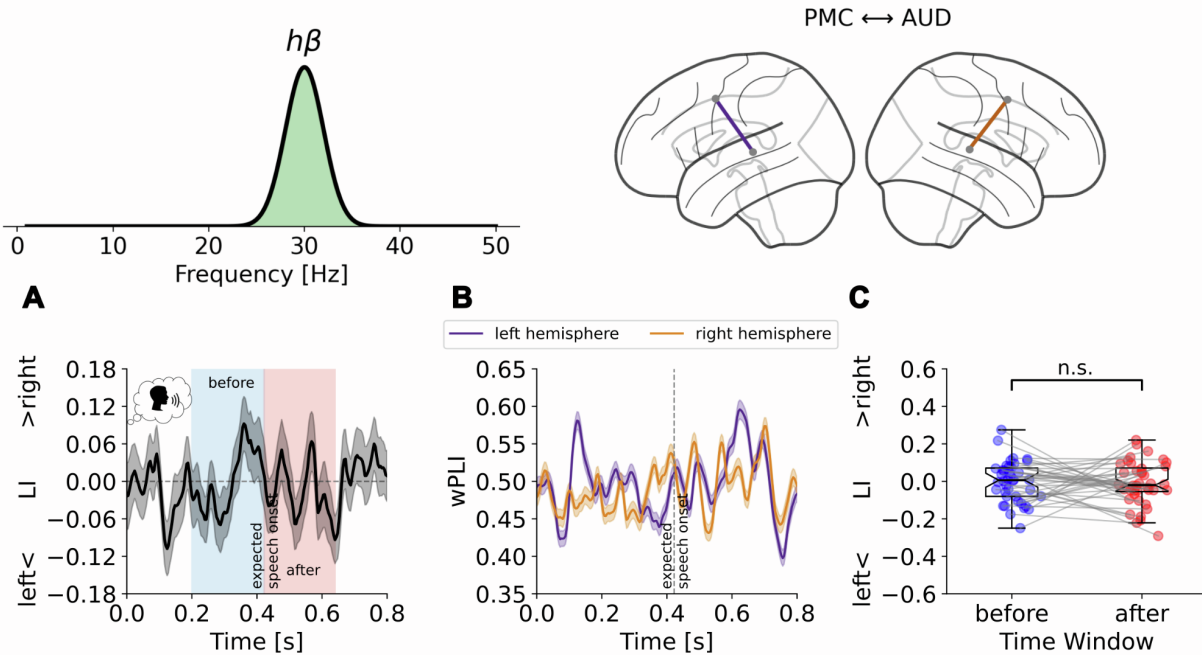 hβ
0 10 20 30 40 50
Frequency [Hz]
PMC ⟷ AUD
A
left< LI >right
0.18
0.12
0.06
0.00
−0.06
−0.12
−0.18
before
after
expected
speech onset
0.0 0.2 0.4 0.6 0.8
Time [s]
B
left hemisphere right hemisphere
wPLI
0.65
0.60
0.55
0.50
0.45
0.40
0.35
expected
speech onset
0.0 0.2 0.4 0.6 0.8
Time [s]
C
left< LI >right
0.6
0.4
0.2
0.0
−0.2
−0.4
−0.6
n.s.
before after
Time Window